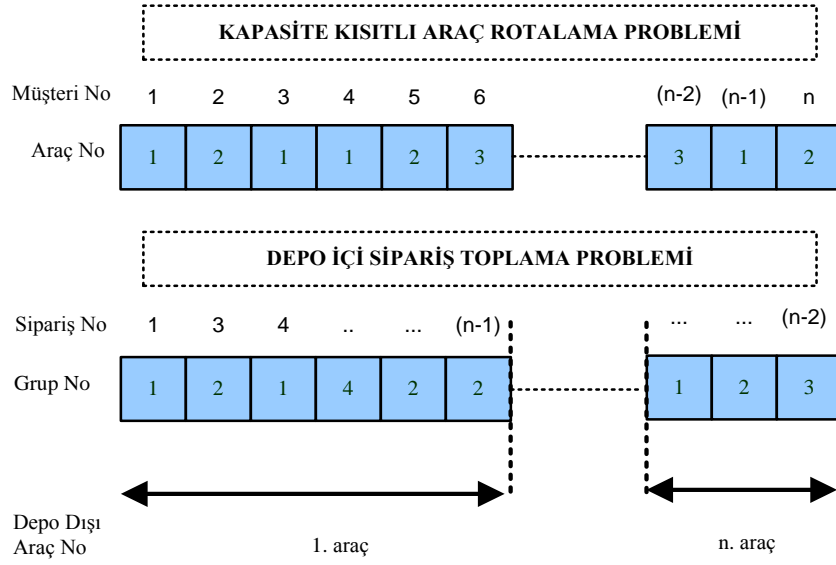 KAPASİTE KISITLI ARAÇ ROTALAMA PROBLEMİ
Müşteri No 1 2 3 4 5 6 (n-2) (n-1) n
Araç No 1 2 1 1 2 3 3 1 2
DEPO İÇİ SİPARİŞ TOPLAMA PROBLEMİ
Sipariş No 1 3 4 .. ... (n-1) ... ... (n-2)
Grup No 1 2 1 4 2 2 1 2 3
Depo Dışı
Araç No 1. araç n. araç